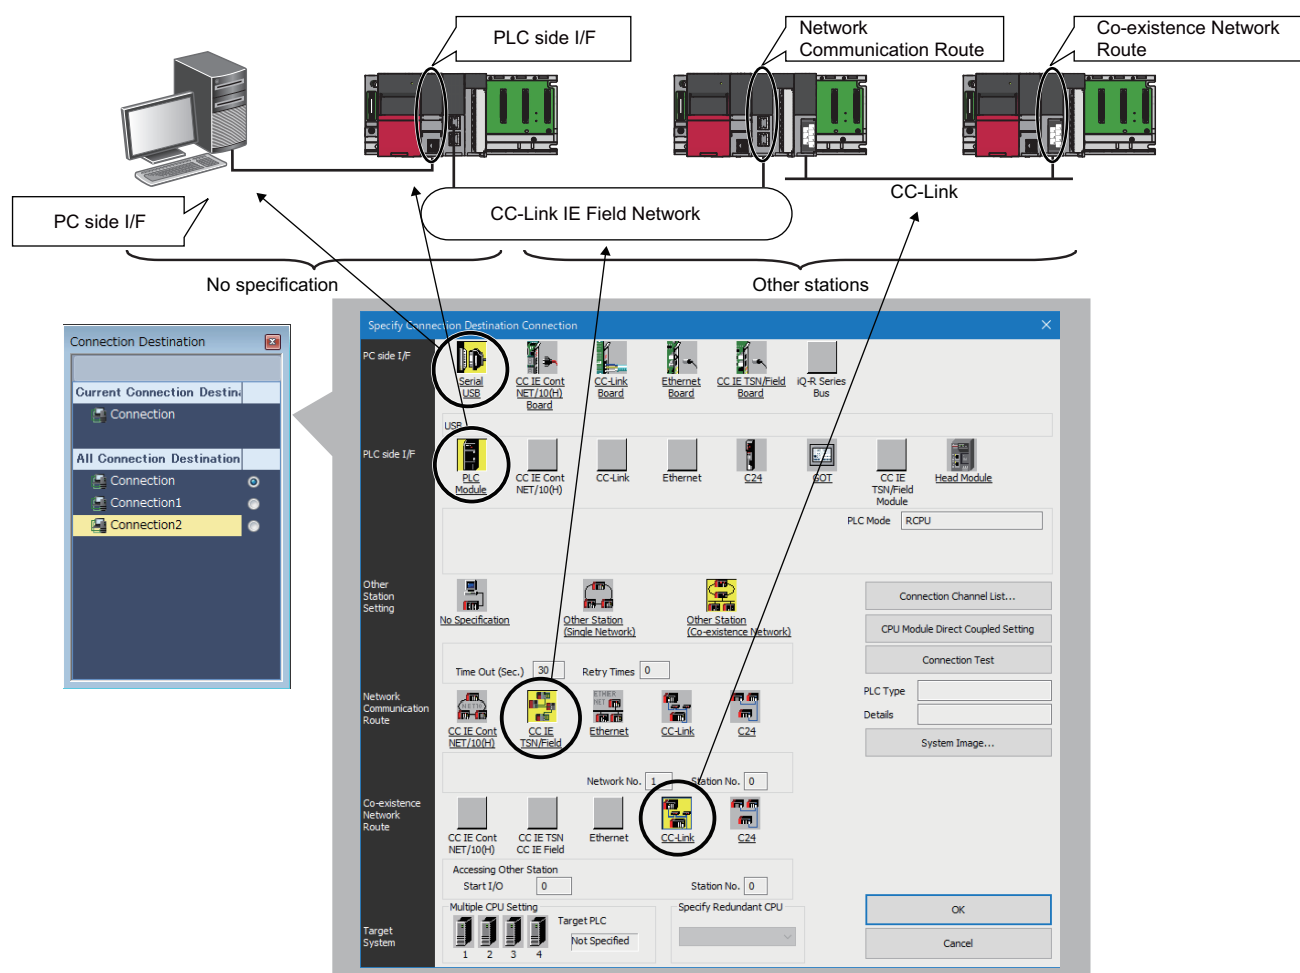 PLC side I/F
Network
Communication Route
Co-existence Network
Route
PC side I/F
CC-Link IE Field Network
CC-Link
No specification
Other stations
Connection Destination
Current Connection Destin
Connection
All Connection Destination
Connection
Connection1
Connection2
Specify Connection Destination Connection
PC side I/F
Serial
USB
CC IE Cont
NET/10(H)
Board
CC-Link
Board
Ethernet
Board
CC IE TSN/Field
Board
iQ-R Series
Bus
USB
PLC side I/F
PLC
Module
CC IE Cont
NET/10(H)
CC-Link
Ethernet
C24
GOT
CC IE
TSN/Field
Module
Head Module
PLC Mode RCPU
Other
Station
Setting
No Specification
Other Station
(Single Network)
Other Station
(Co-existence Network)
Connection Channel List...
CPU Module Direct Coupled Setting
Connection Test
Time Out (Sec.) 30 Retry Times 0
PLC Type
Details
System Image...
Network
Communication
Route
NET10
CC IE Cont
NET/10(H)
CC IE
TSN/Field
ETHER
NET
Ethernet
CC-Link
C24
Network No. 1 Station No. 0
Co-existence
Network
Route
CC IE Cont
NET/10(H)
CC IE TSN
CC IE Field
Ethernet
CC-Link
C24
Accessing Other Station
Start I/O 0 Station No. 0
Target
System
Multiple CPU Setting
1 2 3 4
Target PLC
Not Specified
Specify Redundant CPU
OK
Cancel